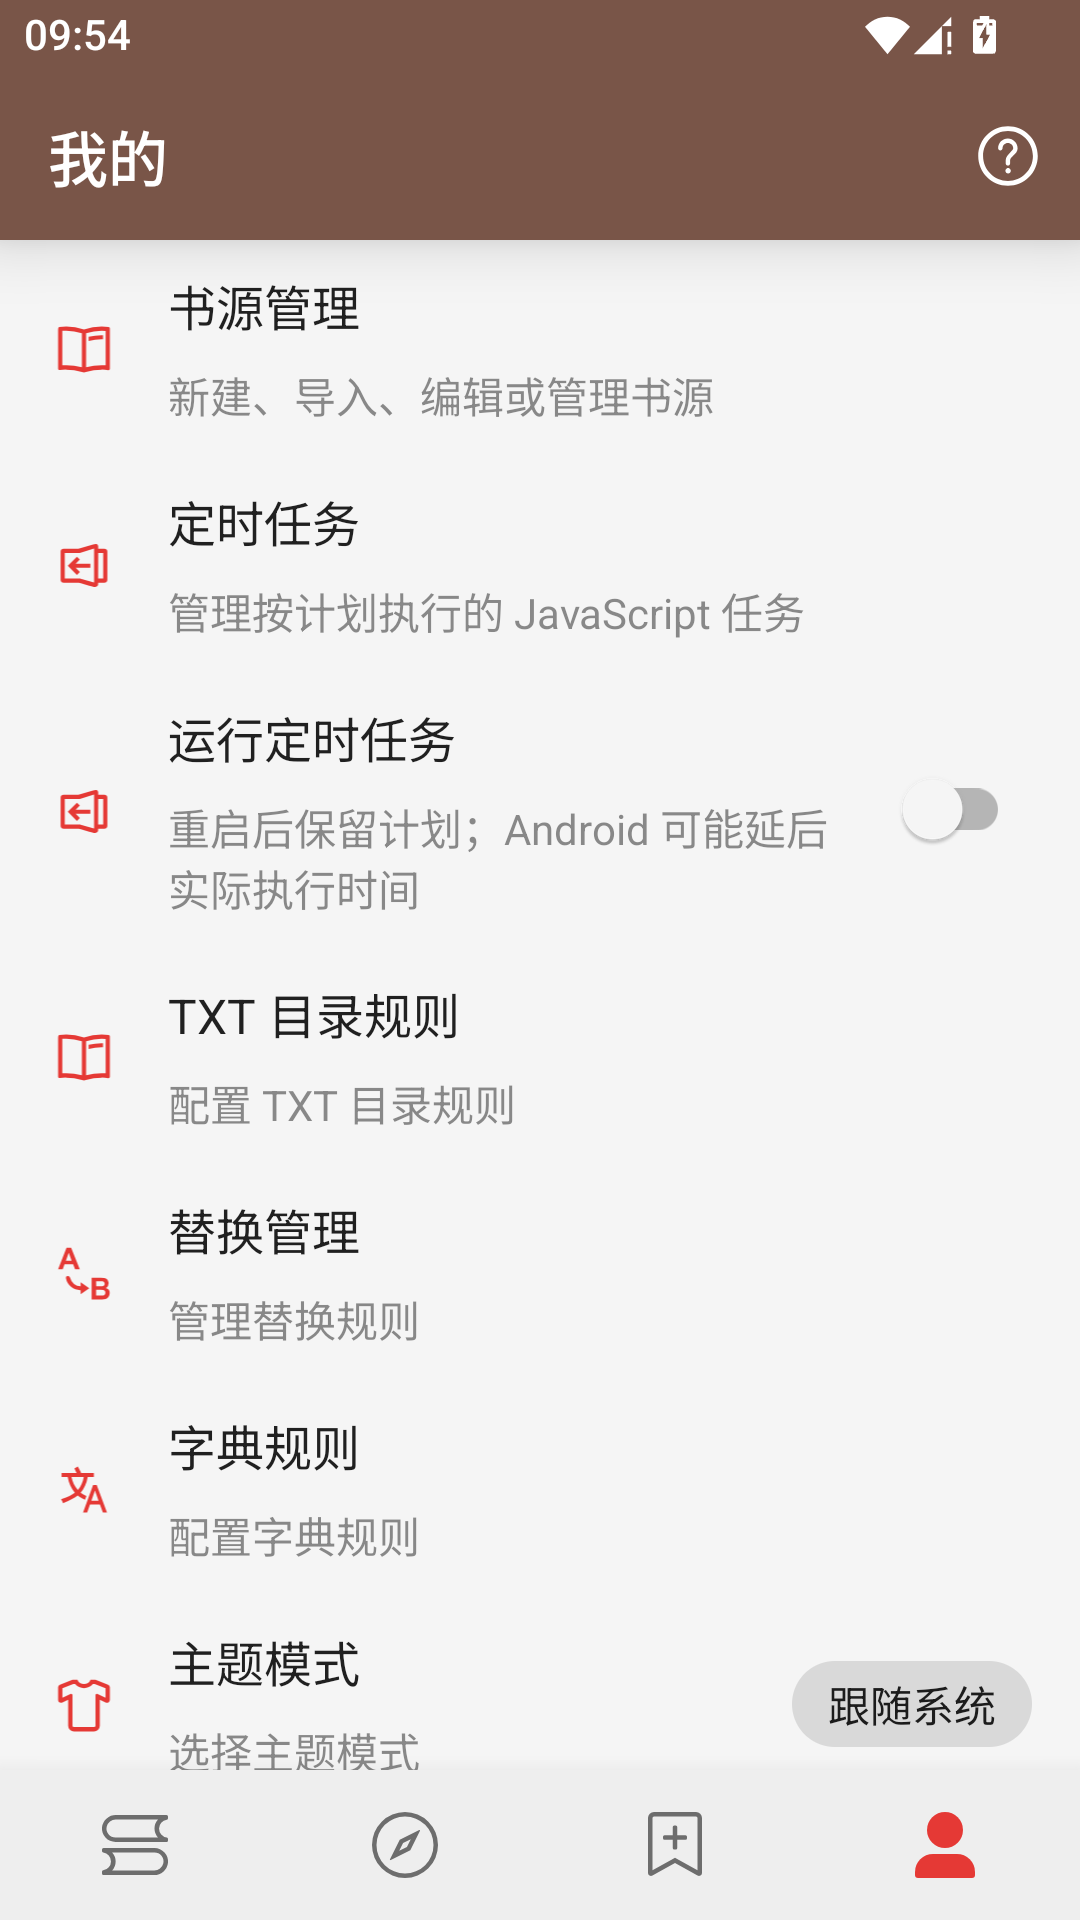 09:54
我的
书源管理
新建、导入、编辑或管理书源
定时任务
管理按计划执行的 JavaScript 任务
运行定时任务
重启后保留计划；Android 可能延后
实际执行时间
TXT 目录规则
配置 TXT 目录规则
替换管理
A
B
管理替换规则
字典规则
文A
配置字典规则
主题模式
跟随系统
选择主题模式